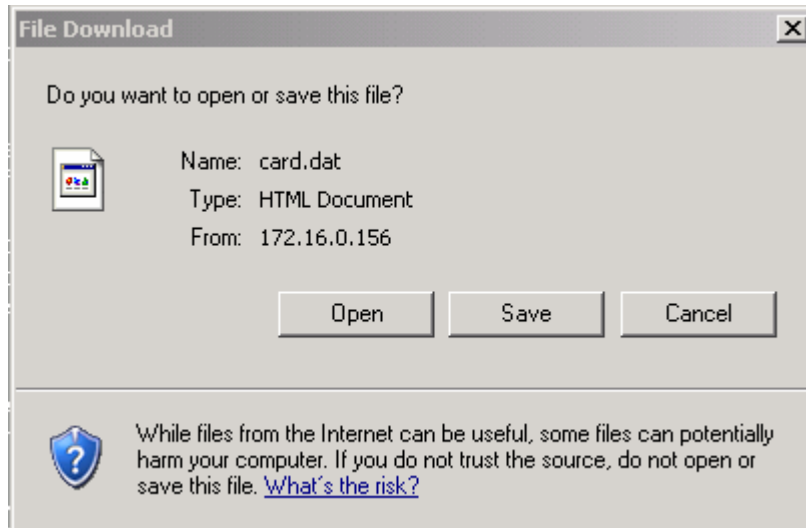 File Download
Do you want to open or save this file?
Name: card.dat
Type: HTML Document
From: 172.16.0.156
Open Save Cancel
While files from the Internet can be useful, some files can potentially
harm your computer. If you do not trust the source, do not open or
save this file. What's the risk?